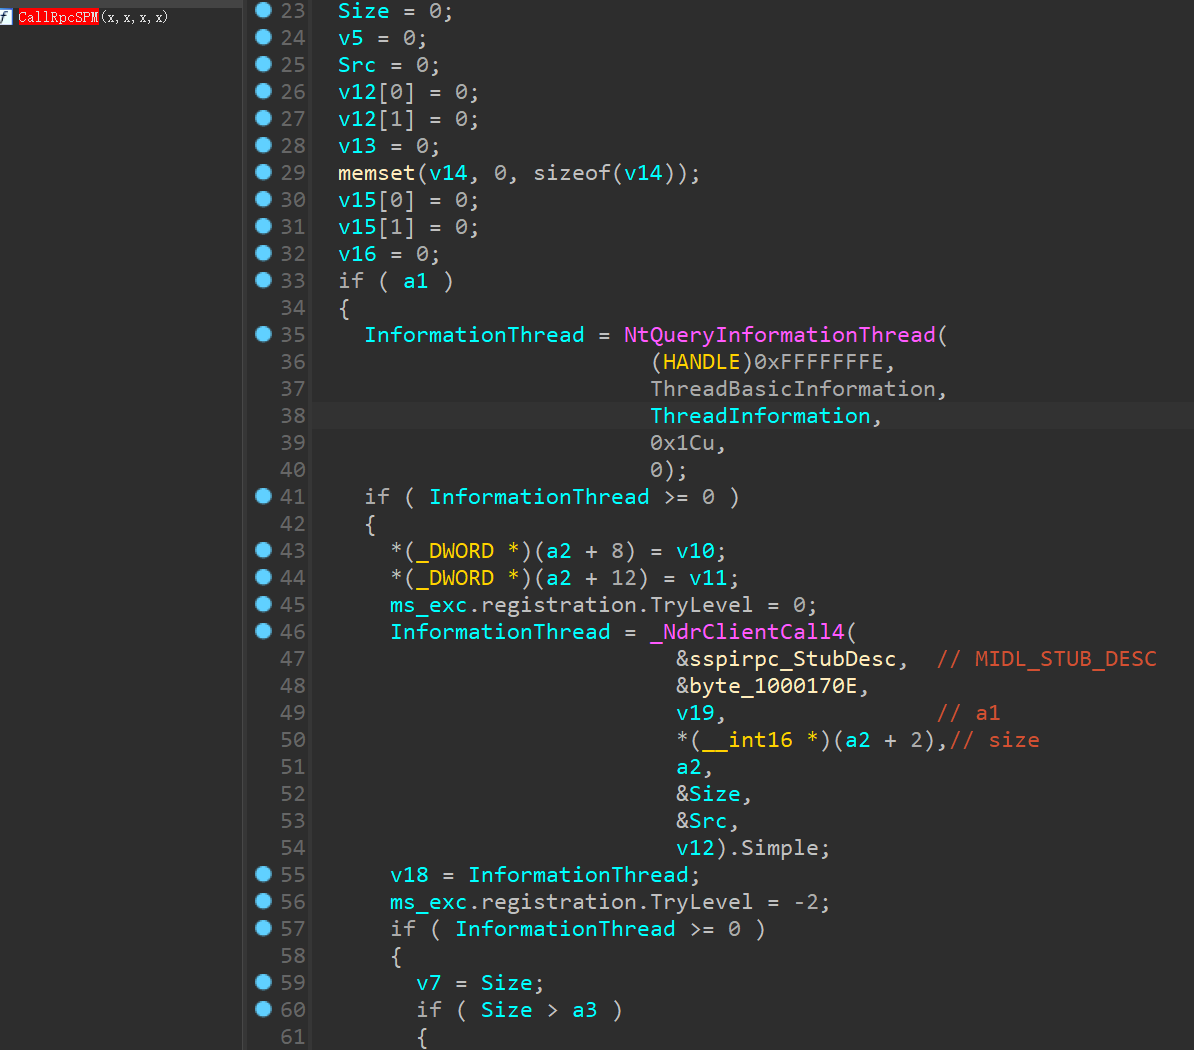 f CallRpcSPM(x,x,x,x)
23 Size = 0;
24 v5 = 0;
25 Src = 0;
26 v12[0] = 0;
27 v12[1] = 0;
28 v13 = 0;
29 memset(v14, 0, sizeof(v14));
30 v15[0] = 0;
31 v15[1] = 0;
32 v16 = 0;
33 if ( a1 )
34 {
35 InformationThread = NtQueryInformationThread(
36 (HANDLE)0xFFFFFFFE,
37 ThreadBasicInformation,
38 ThreadInformation,
39 0x1Cu,
40 0);
41 if ( InformationThread >= 0 )
42 {
43 *(_DWORD *)(a2 + 8) = v10;
44 *(_DWORD *)(a2 + 12) = v11;
45 ms_exc.registration.TryLevel = 0;
46 InformationThread = _NdrClientCall4(
47 &sspirpc_StubDesc, // MIDL_STUB_DESC
48 &byte_1000170E,
49 v19, // a1
50 *(__int16 *)(a2 + 2),// size
51 a2,
52 &Size,
53 &Src,
54 v12).Simple;
55 v18 = InformationThread;
56 ms_exc.registration.TryLevel = -2;
57 if ( InformationThread >= 0 )
58 {
59 v7 = Size;
60 if ( Size > a3 )
61 {